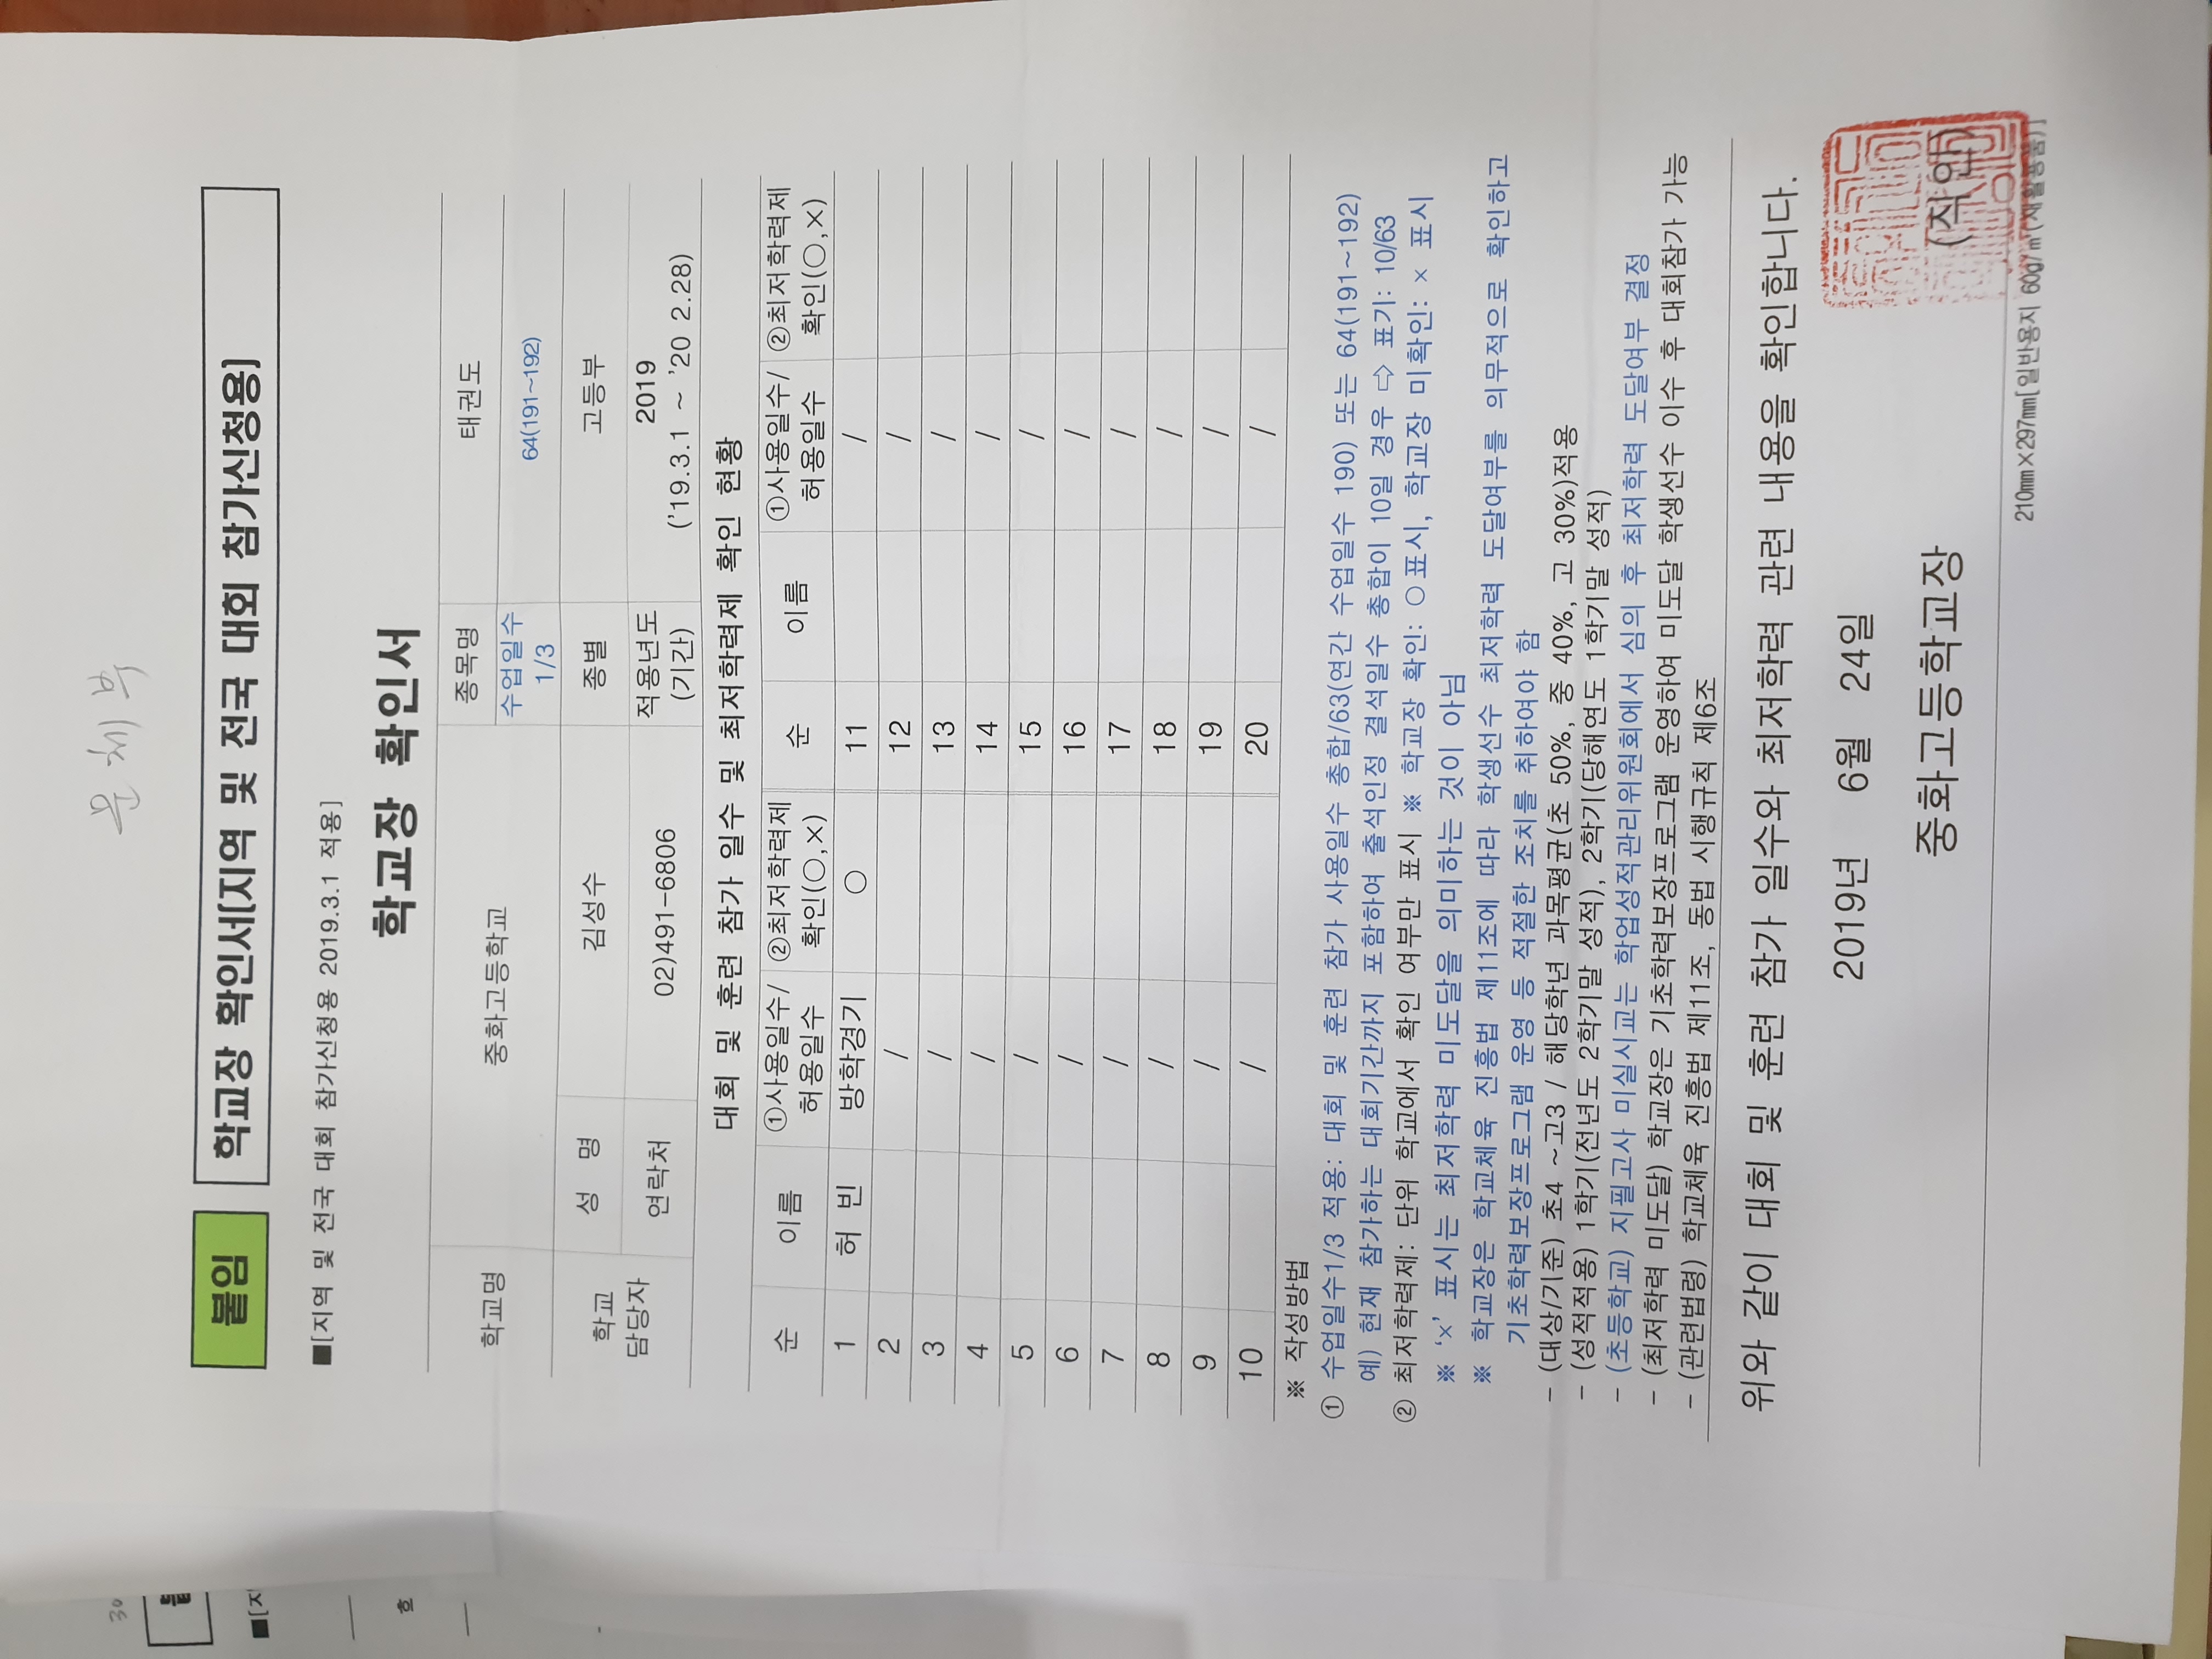 문체부
붙임 학교장 확인서[지역 및 전국 대회 참가신청용]
■[지역 및 전국 대회 참가신청용 2019.3.1 적용]
학교장 확인서
학교명 중화고등학교 종목명 태권도
수업일수 1/3 64(191~192)
학교 담당자 성 명 김성수 종별 고등부
연락처 02)491-6806 적용년도 (기간) 2019 ('19.3.1 ~ '20 2.28)
대회 및 훈련 참가 일수 및 최저학력제 확인 현황
순 이름 ①사용일수/ 허용일수 ②최저학력제 확인(○,×) 순 이름 ①사용일수/ 허용일수 ②최저학력제 확인(○,×)
1 허 빈 방학경기 ○ 11 /
2 / 12 /
3 / 13 /
4 / 14 /
5 / 15 /
6 / 16 /
7 / 17 /
8 / 18 /
9 / 19 /
10 / 20 /
※ 작성방법
① 수업일수1/3 적용: 대회 및 훈련 참가 사용일수 총합/63(연간 수업일수 190) 또는 64(191~192)
예) 현재 참가하는 대회기간까지 포함하여 출석인정 결석일수 총합이 10일 경우 ⇨ 표기: 10/63
② 최저학력제: 단위 학교에서 확인 여부만 표시 ※ 학교장 확인: ○표시, 학교장 미확인: × 표시
※ '×' 표시는 최저학력 미도달을 의미하는 것이 아님
※ 학교장은 학교체육 진흥법 제11조에 따라 학생선수 최저학력 도달여부를 의무적으로 확인하고
기초학력보장프로그램 운영 등 적절한 조치를 취하여야 함
- (대상/기준) 초4 ~고3 / 해당학년 과목평균(초 50%, 중 40%, 고 30%)적용
- (성적적용) 1학기(전년도 2학기말 성적), 2학기(당해연도 1학기말 성적)
- (초등학교) 지필고사 미실시교는 학업성적관리위원회에서 심의 후 최저학력 도달여부 결정
- (최저학력 미도달) 학교장은 기초학력보장프로그램 운영하여 미도달 학생선수 이수 후 대회참가 가능
- (관련법령) 학교체육 진흥법 제11조, 동법 시행규칙 제6조
위와 같이 대회 및 훈련 참가 일수와 최저학력 관련 내용을 확인합니다.
2019년 6월 24일
중화고등학교장 (직인)
210㎜×297㎜[일반용지 60g/㎡(재활용품)]
30
■[지
호